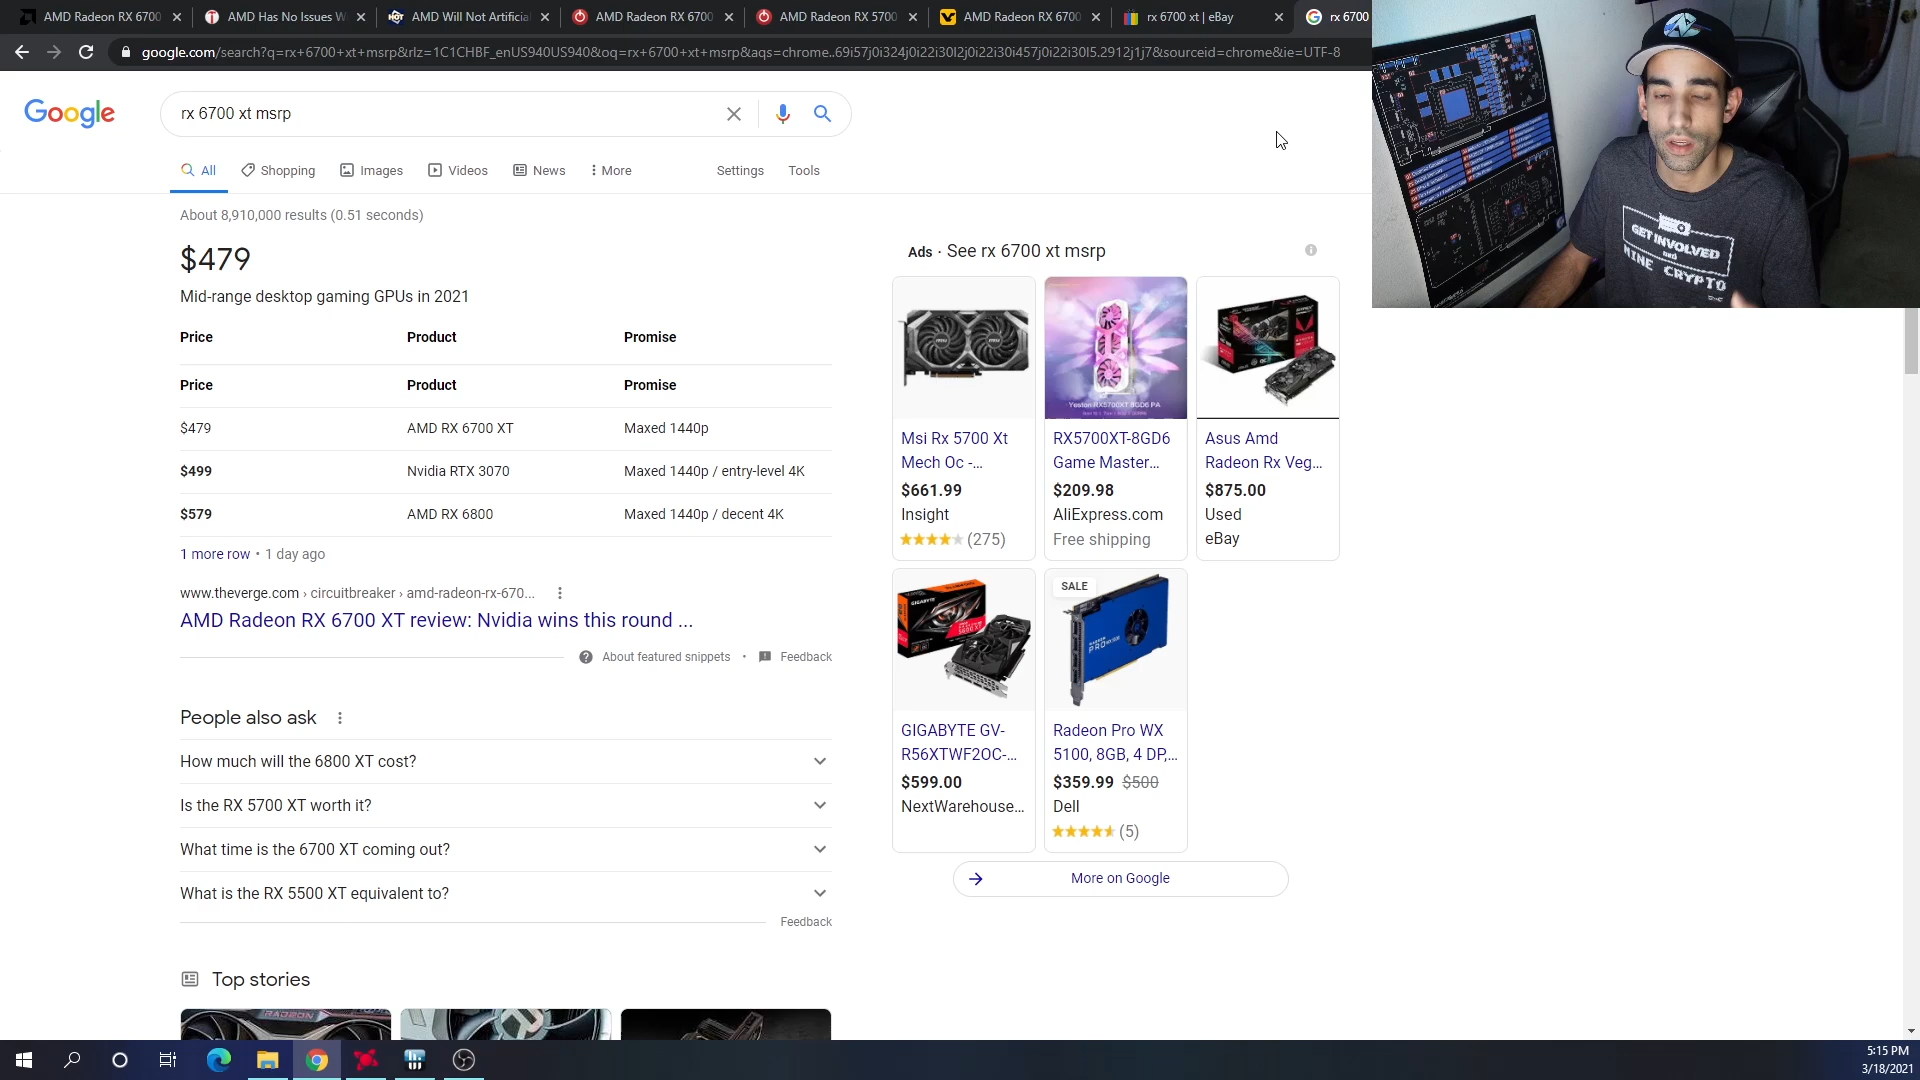 AMD Radeon RX 6700
AMD Has No Issues W
AMD Will Not Artificia
AMD Radeon RX 6700
AMD Radeon RX 5700
AMD Radeon RX 6700
rx 6700 xt | eBay
rx 6700
google.com/search?q=rx+6700+xt+msrp&rlz=1C1CHBF_enUS940US940&oq=rx+6700+xt+msrp&aqs=chrome..69i57j0i324j0i22i30l2j0i22i30i457j0i22i30l5.2912j1j7&sourceid=chrome&ie=UTF-8
Google
rx 6700 xt msrp
All Shopping Images Videos News More Settings Tools
About 8,910,000 results (0.51 seconds)
$479
Mid-range desktop gaming GPUs in 2021
Price Product Promise
Price Product Promise
$479 AMD RX 6700 XT Maxed 1440p
$499 Nvidia RTX 3070 Maxed 1440p / entry-level 4K
$579 AMD RX 6800 Maxed 1440p / decent 4K
1 more row • 1 day ago
www.theverge.com › circuitbreaker › amd-radeon-rx-670...
AMD Radeon RX 6700 XT review: Nvidia wins this round ...
About featured snippets • Feedback
People also ask
How much will the 6800 XT cost?
Is the RX 5700 XT worth it?
What time is the 6700 XT coming out?
What is the RX 5500 XT equivalent to?
Feedback
Top stories
RADEON
Ads · See rx 6700 xt msrp
Msi Rx 5700 Xt
Mech Oc -...
$661.99
Insight
(275)
Yeston RX5700XT 8GD6 PA
RX5700XT-8GD6
Game Master...
$209.98
AliExpress.com
Free shipping
Asus Amd
Radeon Rx Veg...
$875.00
Used
eBay
GIGABYTE
GIGABYTE GV-
R56XTWF2OC-...
$599.00
NextWarehouse...
SALE
RADEON
PRO
Radeon Pro WX
5100, 8GB, 4 DP,...
$359.99 $500
Dell
(5)
More on Google
GET INVOLVED
and
MINE CRYPTO
5:15 PM
3/18/2021